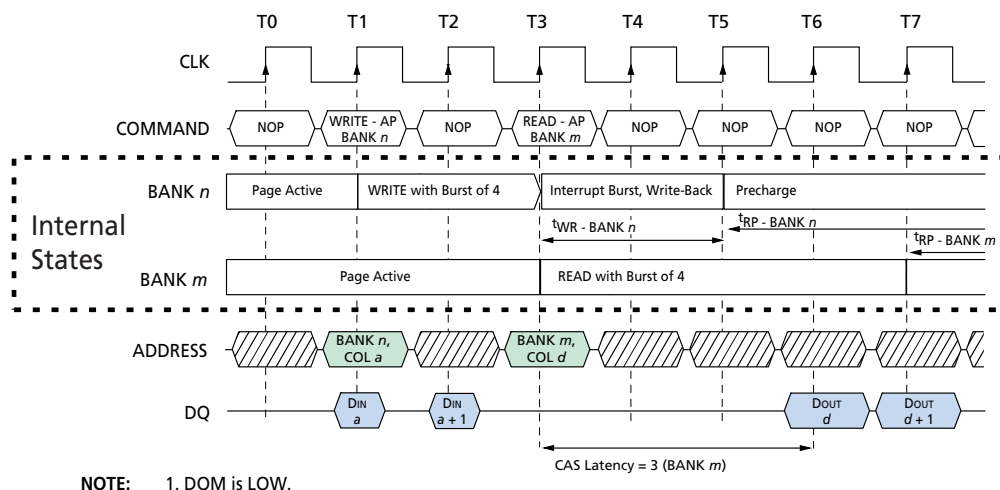 T0 T1 T2 T3 T4 T5 T6 T7
CLK
COMMAND NOP WRITE - AP BANK n NOP READ - AP BANK m NOP NOP NOP NOP
Internal States
BANK n Page Active WRITE with Burst of 4 Interrupt Burst, Write-Back Precharge
tWR - BANK n tRP - BANK n
tRP - BANK m
BANK m Page Active READ with Burst of 4
ADDRESS BANK n, COL a BANK m, COL d
DQ DIN a DIN a + 1 DOUT d DOUT d + 1
CAS Latency = 3 (BANK m)
NOTE: 1. DQM is LOW.